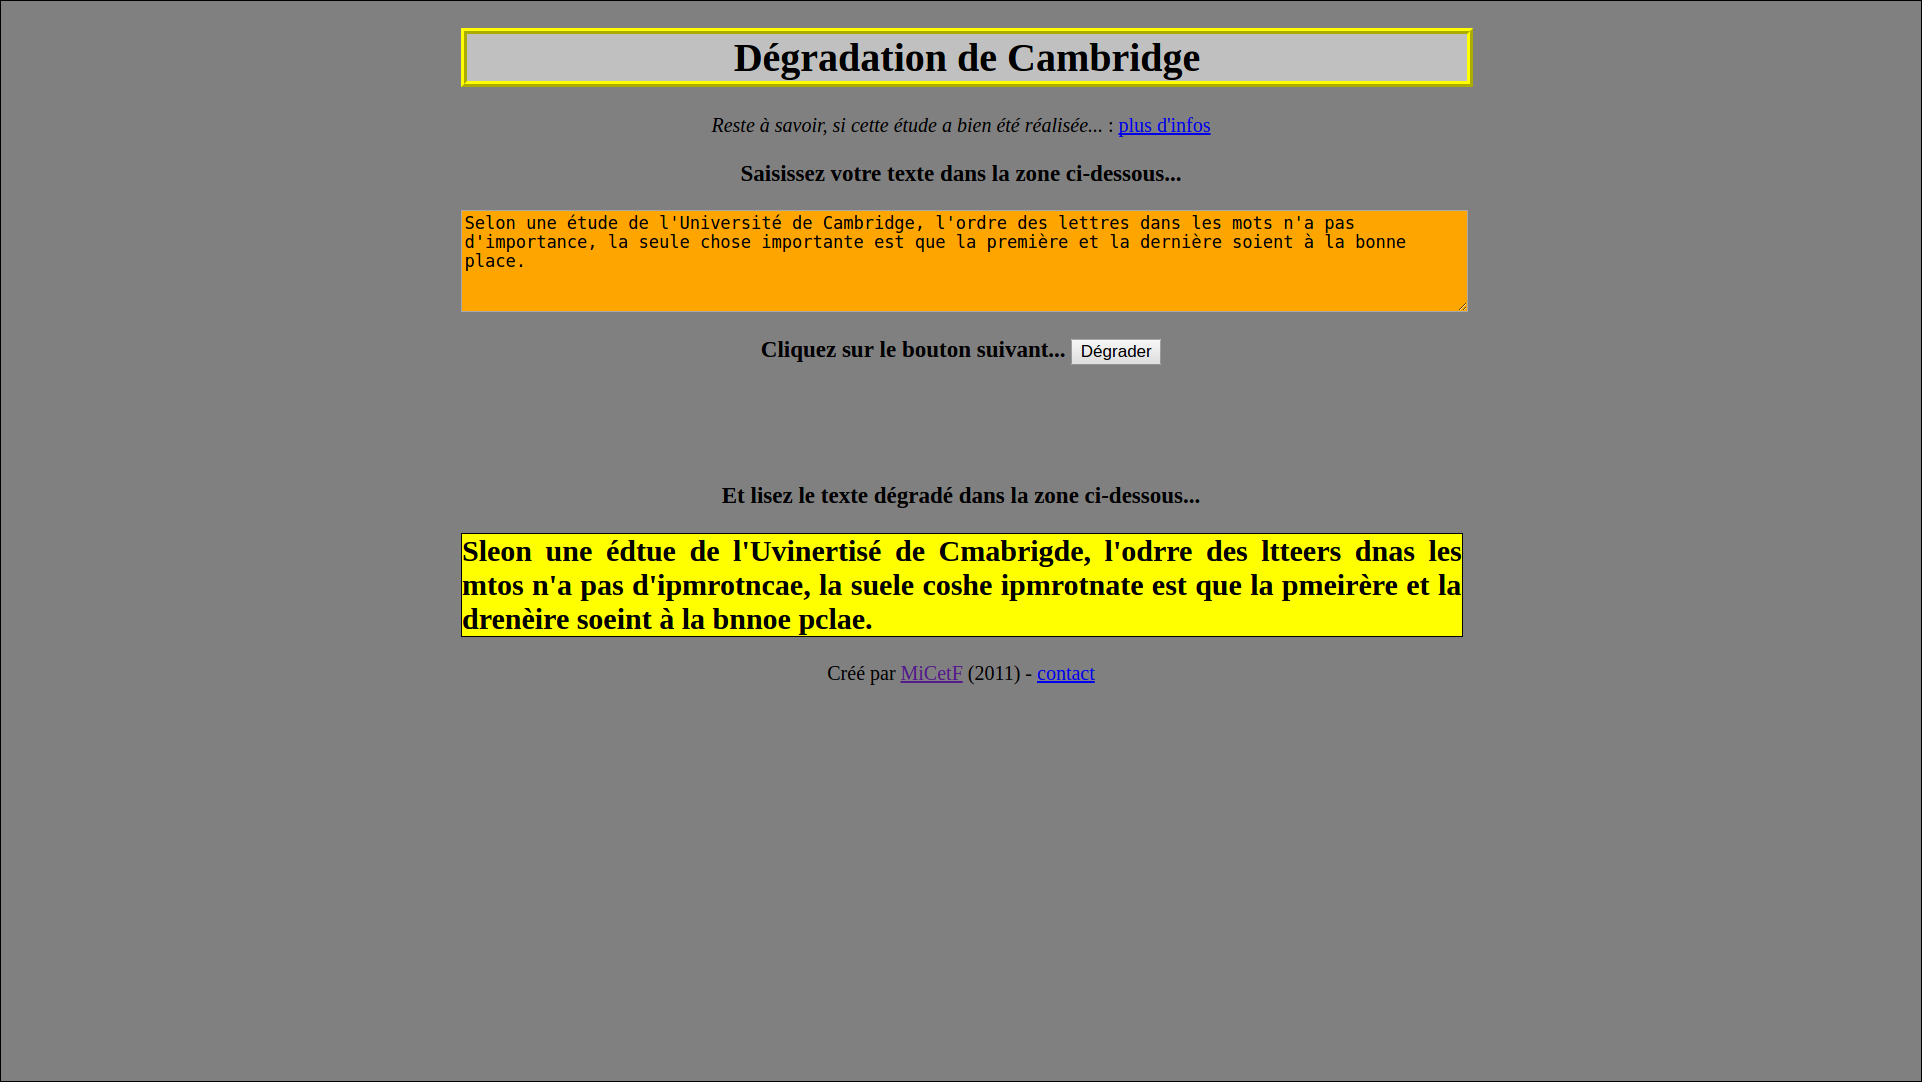 Dégradation de Cambridge
Reste à savoir, si cette étude a bien été réalisée... : plus d'infos
Saisissez votre texte dans la zone ci-dessous...
Selon une étude de l'Université de Cambridge, l'ordre des lettres dans les mots n'a pas
d'importance, la seule chose importante est que la première et la dernière soient à la bonne
place.
Cliquez sur le bouton suivant... Dégrader
Et lisez le texte dégradé dans la zone ci-dessous...
Sleon une édtue de l'Uvinertisé de Cmabrigde, l'odrre des ltteers dnas les
mtos n'a pas d'ipmrotncae, la suele coshe ipmrotnate est que la pmeirère et la
drenèire soeint à la bnnoe pclae.
Créé par MiCetF (2011) - contact